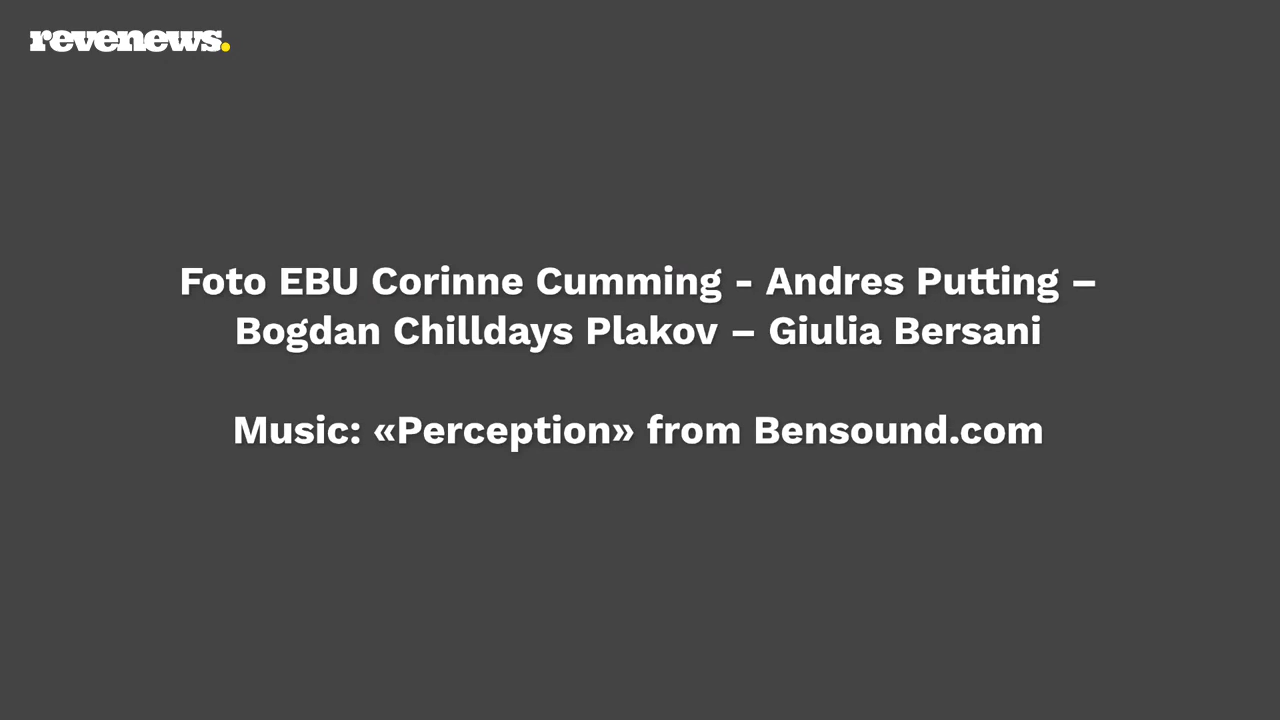 revenews.
Foto EBU Corinne Cumming - Andres Putting –
Bogdan Chilldays Plakov – Giulia Bersani
Music: «Perception» from Bensound.com